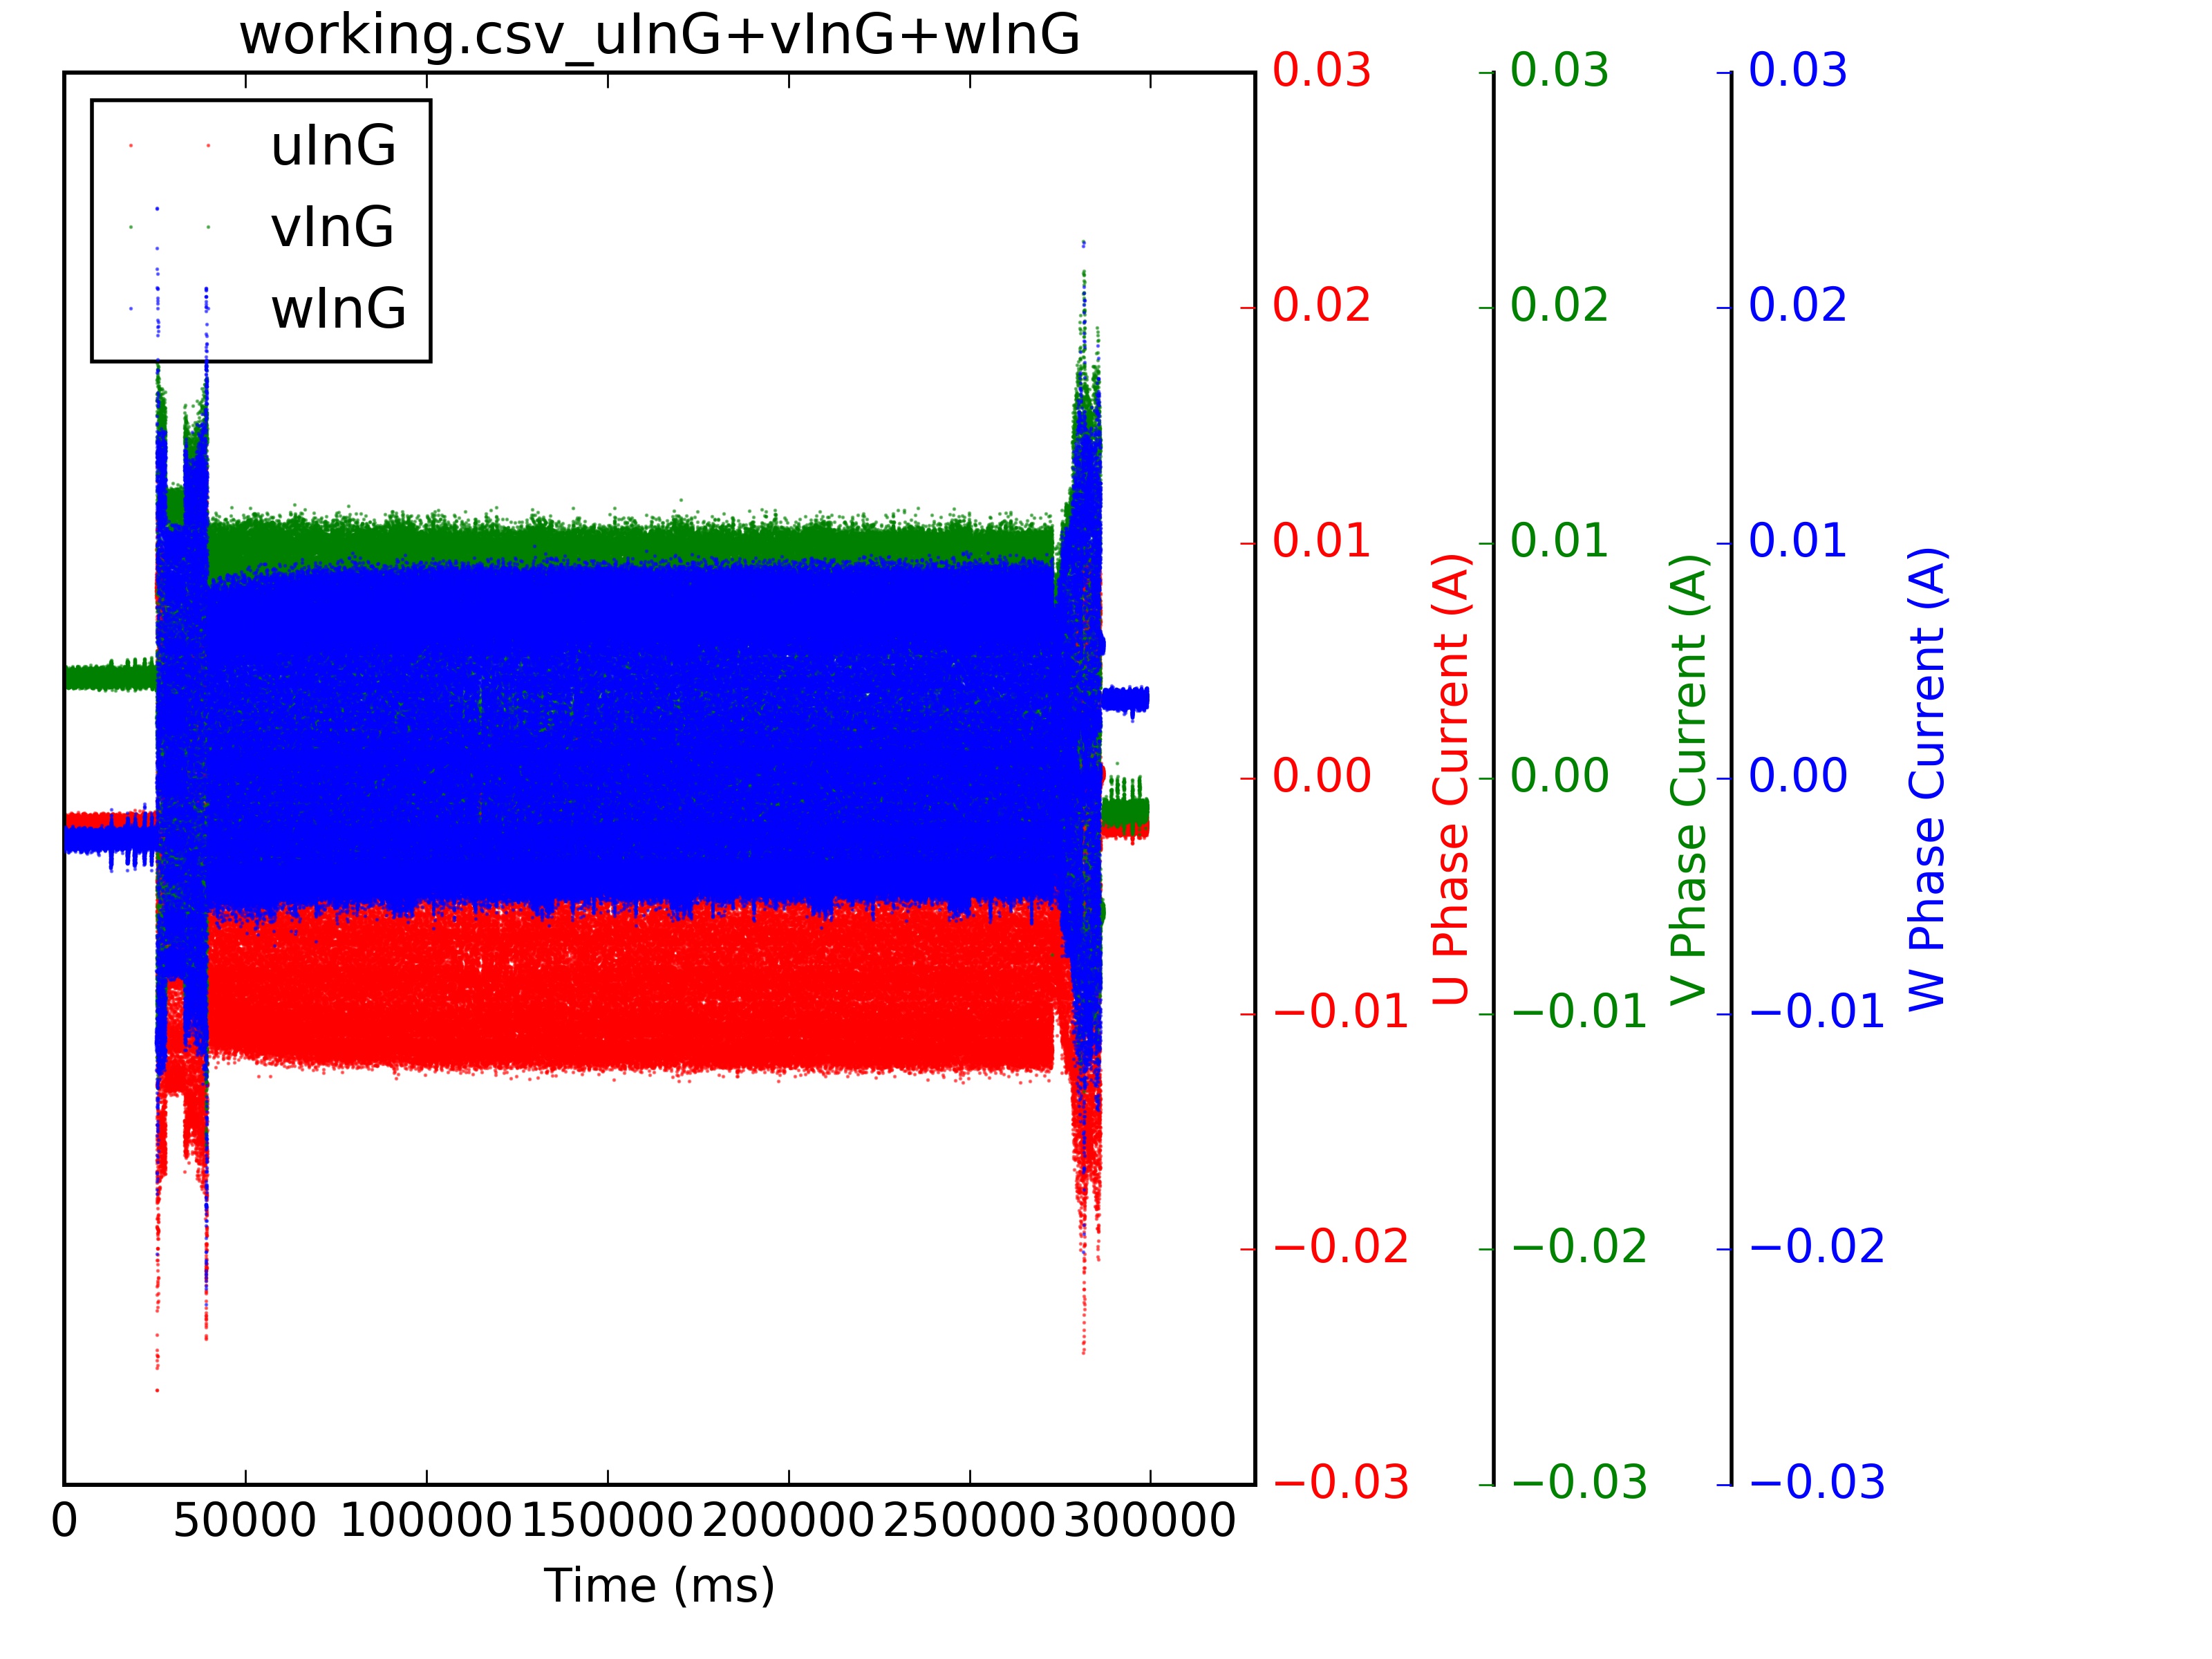 working.csv_uInG+vInG+wInG
uInG
vInG
wInG
0.03
0.02
0.01
0.00
−0.01
−0.02
−0.03
U Phase Current (A)
0.03
0.02
0.01
0.00
−0.01
−0.02
−0.03
V Phase Current (A)
0.03
0.02
0.01
0.00
−0.01
−0.02
−0.03
W Phase Current (A)
0 50000 100000 150000 200000 250000 300000
Time (ms)